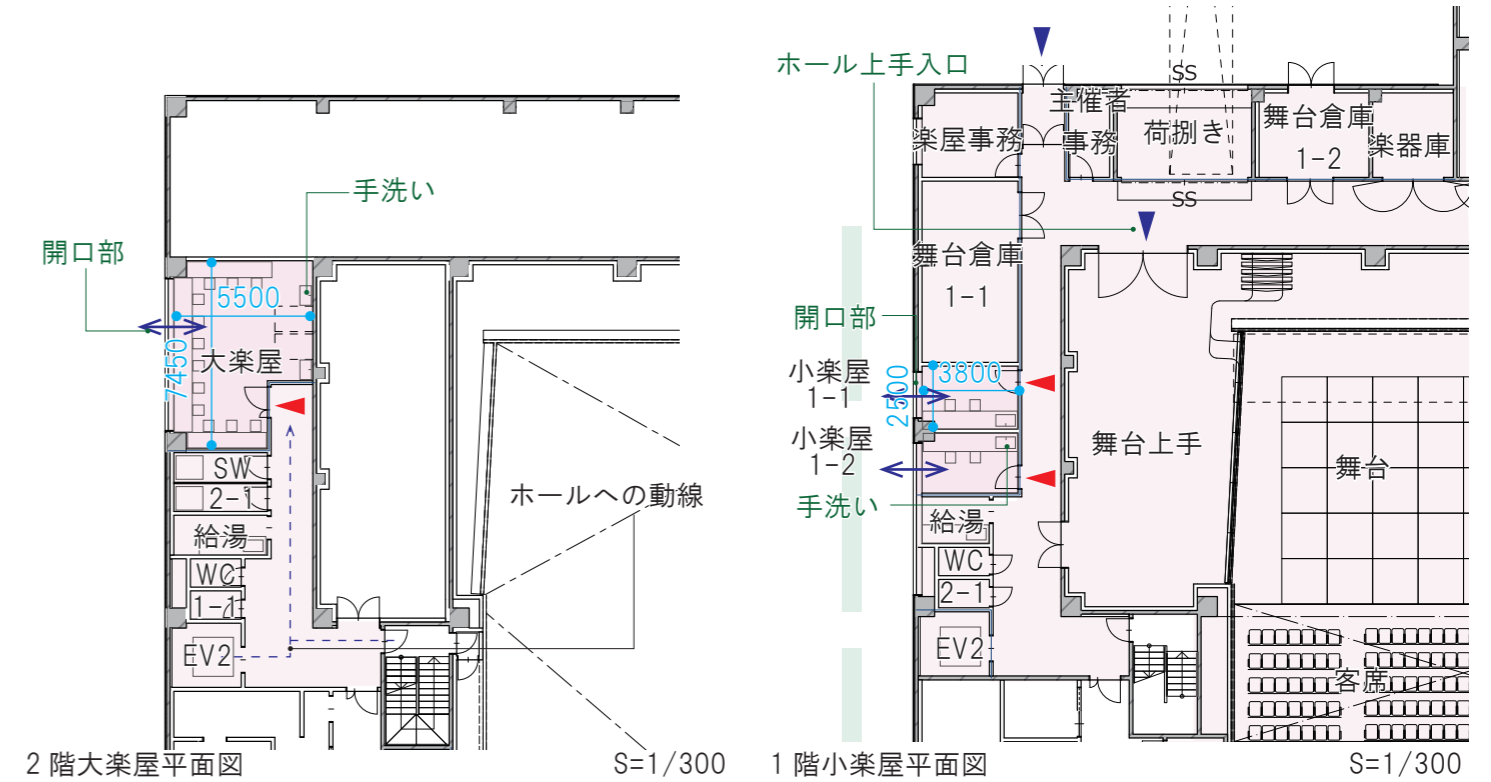 手洗い
開口部
5500
7450
大楽屋
SW
2-1
給湯
WC
1-1
EV2
ホールへの動線
2階大楽屋平面図
S=1/300
ホール上手入口
SS
主催者
事務
楽屋事務
荷捌き
舞台倉庫
1-2
楽器庫
SS
舞台倉庫
1-1
開口部
小楽屋
1-1
3800
2500
小楽屋
1-2
手洗い
舞台上手
舞台
給湯
WC
2-1
EV2
客席
1階小楽屋平面図
S=1/300